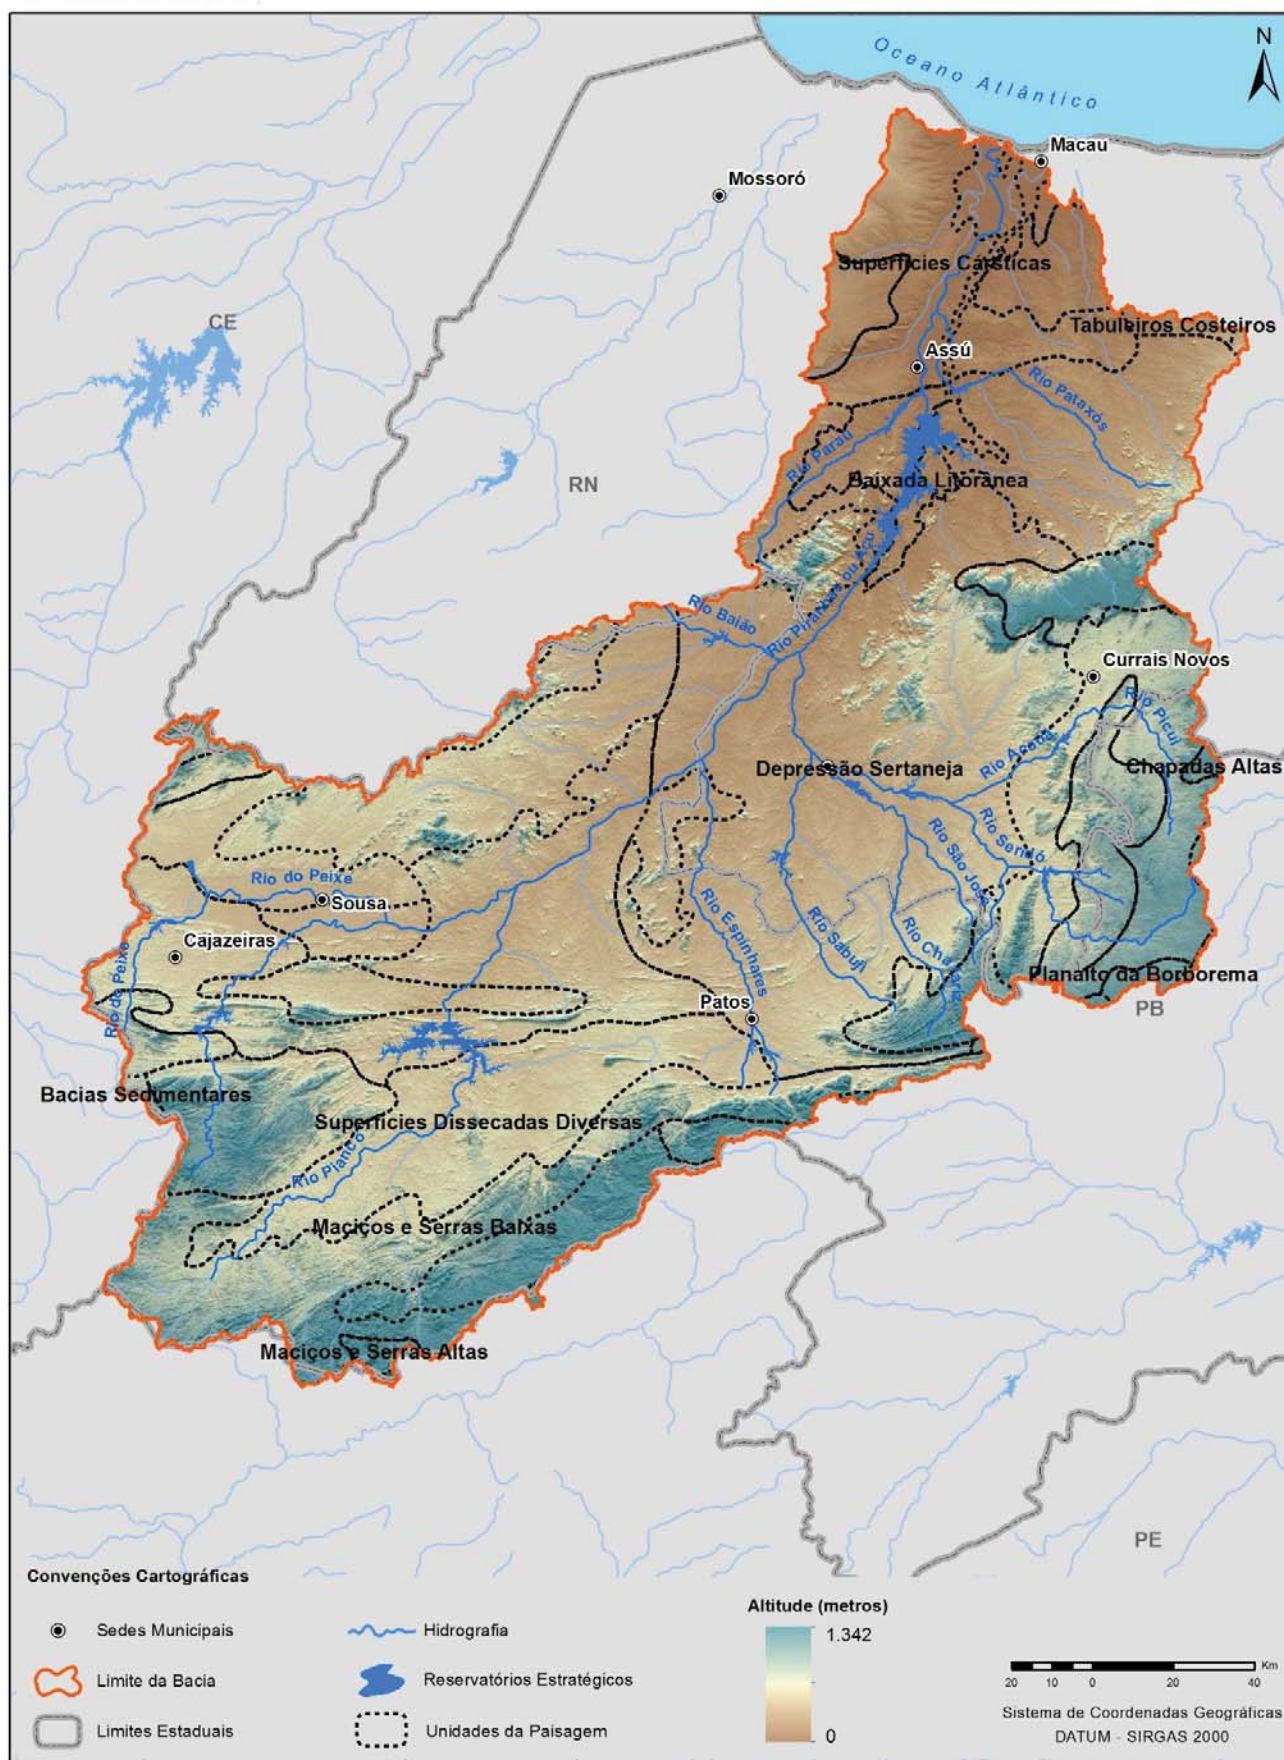 N
Oceano Atlântico
Macau
Mossoró
Superfícies Cársticas
CE
Tabuleiros Costeiros
Assú
Rio Pataxós
Rio Paraú
RN
Baixada Litorânea
Rio Piranhas ou Açu
Rio Baião
Currais Novos
Rio Picuí
Rio Acauã
Chapadas Altas
Depressão Sertaneja
Rio Seridó
Rio São José
Rio do Peixe
Sousa
Rio Espinhares
Rio Sabugi
Cajazeiras
Rio do Peixe
Planalto da Borborema
Patos
PB
Bacias Sedimentares
Superfícies Dissecadas Diversas
Rio Piancó
Maciços e Serras Baixas
Maciços e Serras Altas
PE
Convenções Cartográficas
Sedes Municipais
Hidrografia
Limite da Bacia
Reservatórios Estratégicos
Limites Estaduais
Unidades da Paisagem
Altitude (metros)
1.342
0
20 10 0 20 40 Km
Sistema de Coordenadas Geográficas
DATUM - SIRGAS 2000